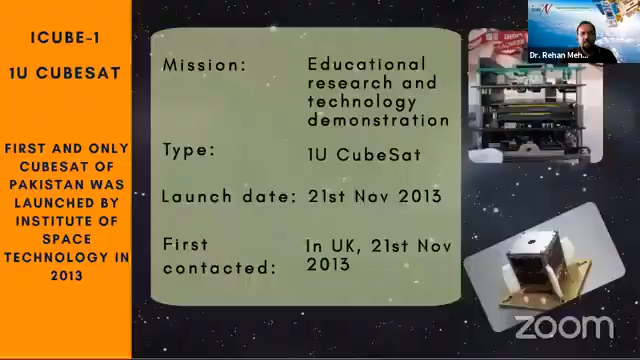 ICUBE-1
1U CUBESAT
FIRST AND ONLY
CUBESAT OF
PAKISTAN WAS
LAUNCHED BY
INSTITUTE OF
SPACE
TECHNOLOGY IN
2013
Mission:
Educational
research and
technology
demonstration
Type:
1U CubeSat
Launch date:
21st Nov 2013
First
contacted:
In UK, 21st Nov
2013
Dr. Rehan Meh...
zoom